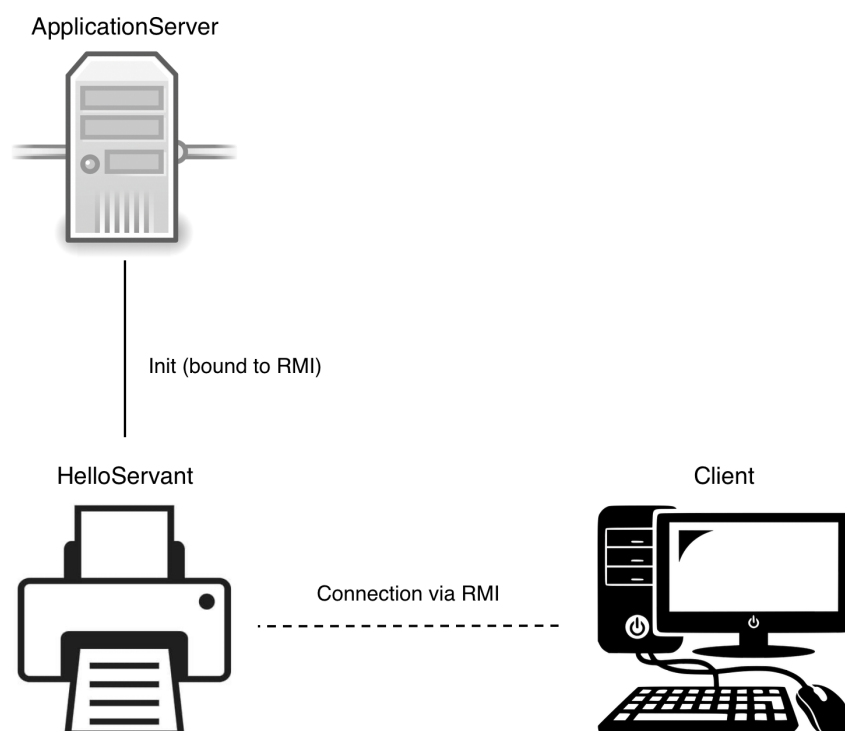 ApplicationServer
Init (bound to RMI)
HelloServant
Client
Connection via RMI